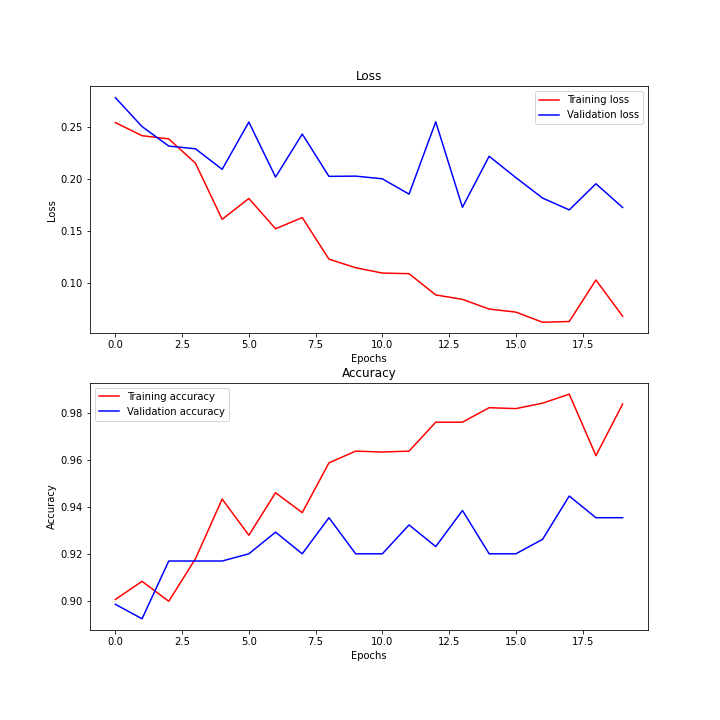 Loss
Training loss
Validation loss
0.25
0.20
0.15
0.10
Loss
0.0 2.5 5.0 7.5 10.0 12.5 15.0 17.5
Epochs
Accuracy
Training accuracy
Validation accuracy
0.98
0.96
0.94
0.92
0.90
Accuracy
0.0 2.5 5.0 7.5 10.0 12.5 15.0 17.5
Epochs